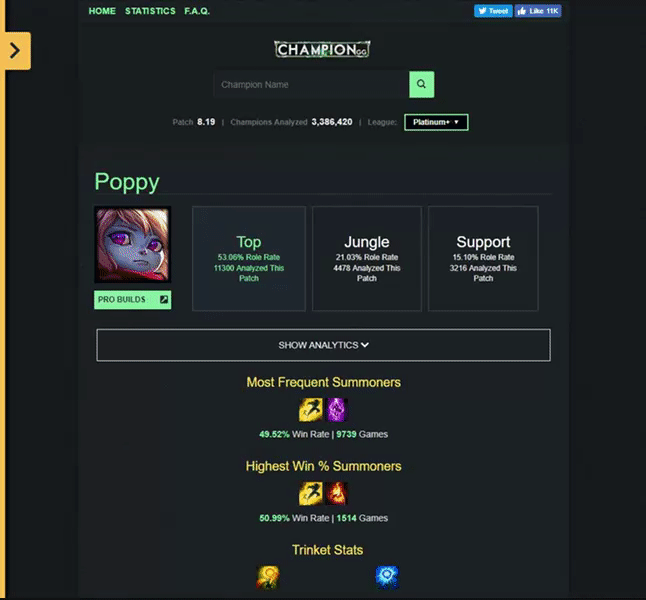 HOME STATISTICS F.A.Q. Tweet Like 11K
CHAMPIONGG
Champion Name
Patch 8.19 | Champions Analyzed 3,386,420 | League: Platinum+ ▼
Poppy
Top Jungle Support
53.06% Role Rate 21.03% Role Rate 15.10% Role Rate
11300 Analyzed This 4478 Analyzed This 3216 Analyzed This
Patch Patch Patch
PRO BUILDS
SHOW ANALYTICS
Most Frequent Summoners
49.52% Win Rate | 9739 Games
Highest Win % Summoners
50.99% Win Rate | 1514 Games
Trinket Stats